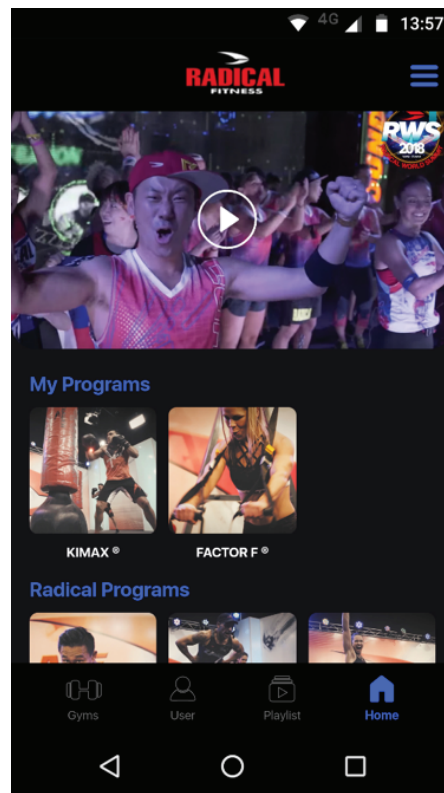 4G 13:57
RADICAL
FITNESS
RWS
2018
My Programs
KIMAX ®
FACTOR F ®
Radical Programs
Gyms
User
Playlist
Home